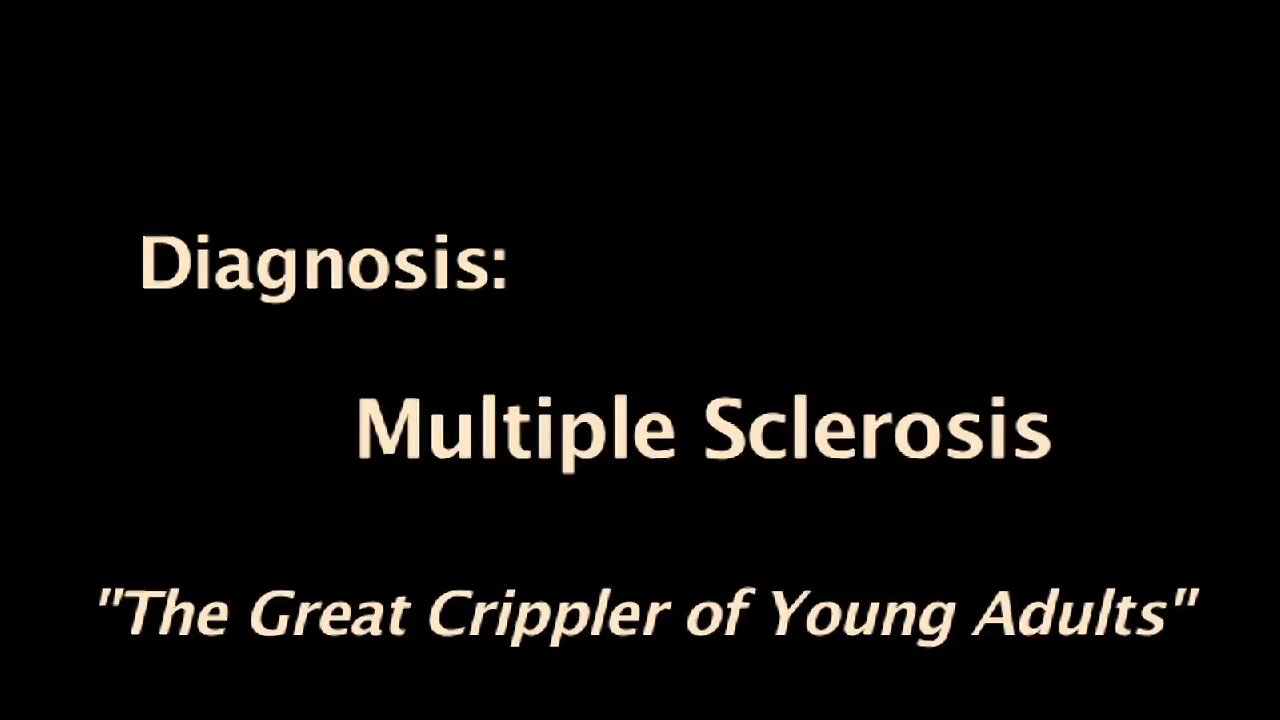 Diagnosis:
Multiple Sclerosis
"The Great Crippler of Young Adults"